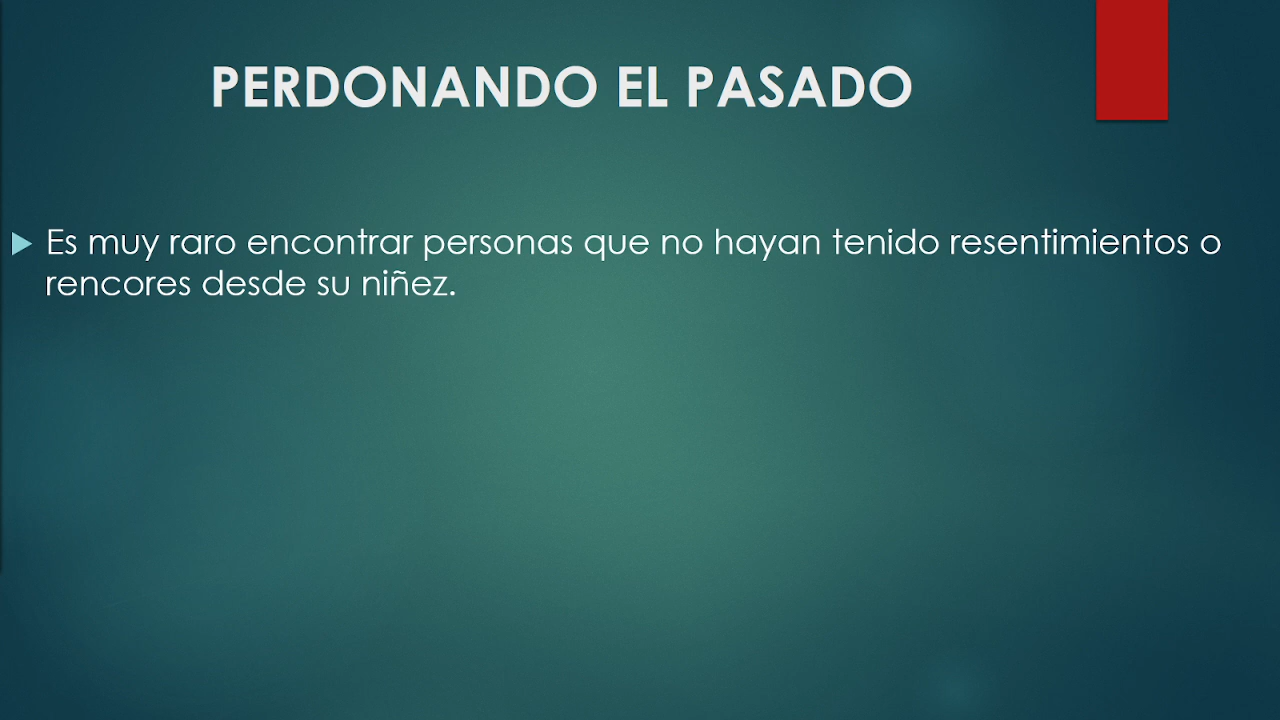 PERDONANDO EL PASADO
Es muy raro encontrar personas que no hayan tenido resentimientos o
rencores desde su niñez.